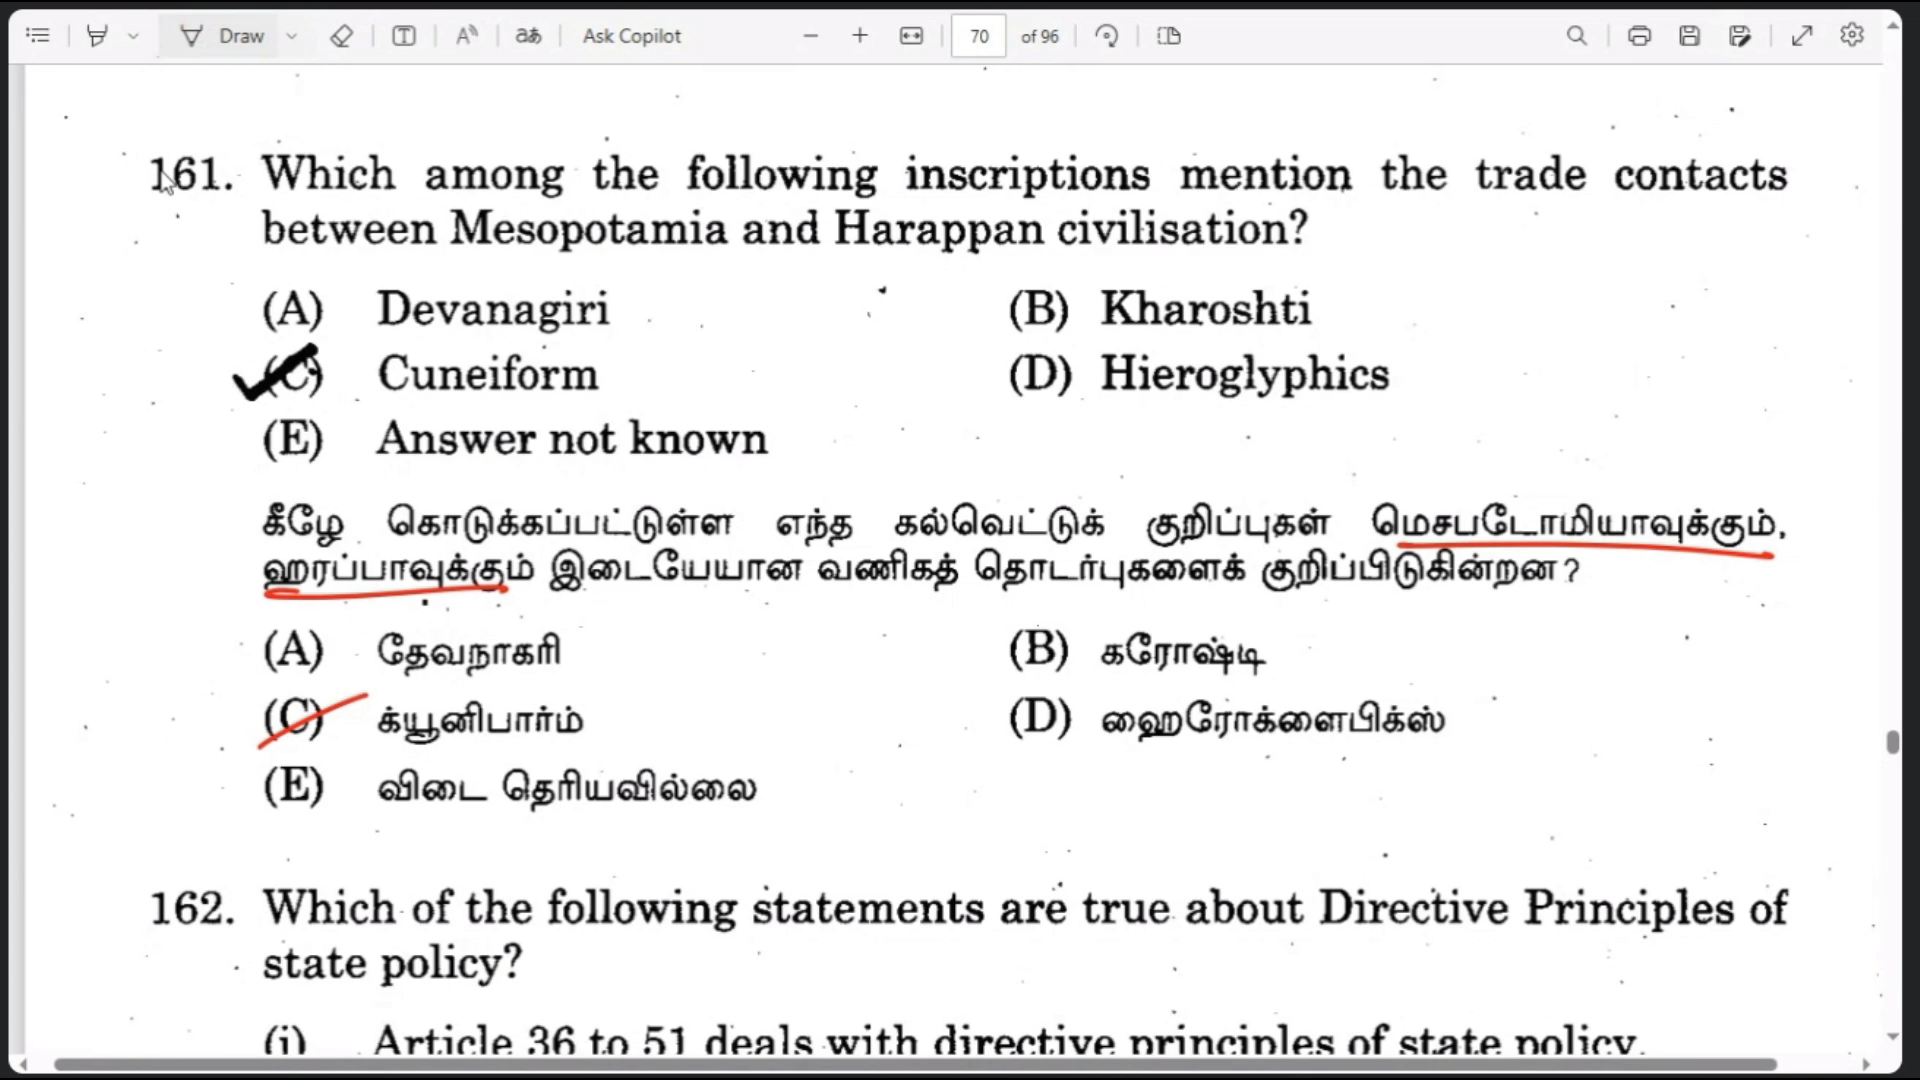 Draw
Ask Copilot
70 of 96
161. Which among the following inscriptions mention the trade contacts
between Mesopotamia and Harappan civilisation?
(A) Devanagiri
(B) Kharoshti
(C) Cuneiform
(D) Hieroglyphics
(E) Answer not known
கீழே கொடுக்கப்பட்டுள்ள எந்த கல்வெட்டுக் குறிப்புகள் மெசபடோமியாவுக்கும்,
ஹரப்பாவுக்கும் இடையேயான வணிகத் தொடர்புகளைக் குறிப்பிடுகின்றன?
(A) தேவநாகரி
(B) கரோஷ்டி
(C) க்யூனிபார்ம்
(D) ஹைரோக்ளைபிக்ஸ்
(E) விடை தெரியவில்லை
162. Which of the following statements are true about Directive Principles of
state policy?
(i) Article 36 to 51 deals with directive principles of state policy.